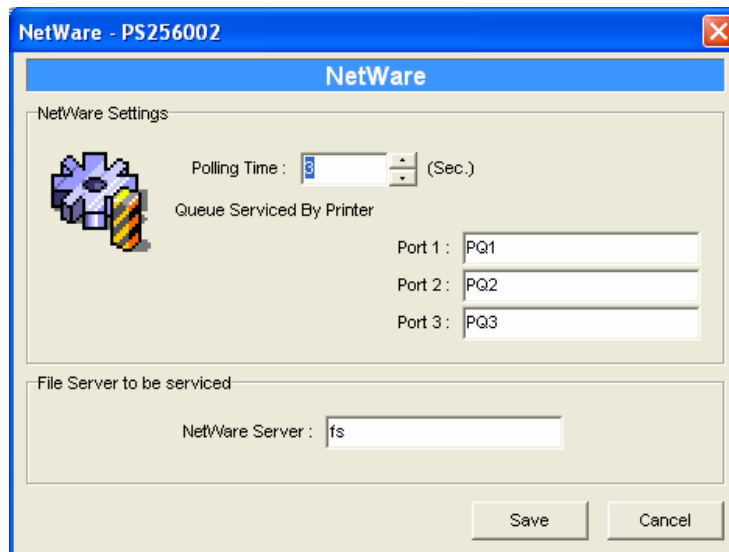 NetWare - PS256002
NetWare
NetWare Settings
Polling Time : 3 (Sec.)
Queue Serviced By Printer
Port 1 : PQ1
Port 2 : PQ2
Port 3 : PQ3
File Server to be serviced
NetWare Server : fs
Save Cancel